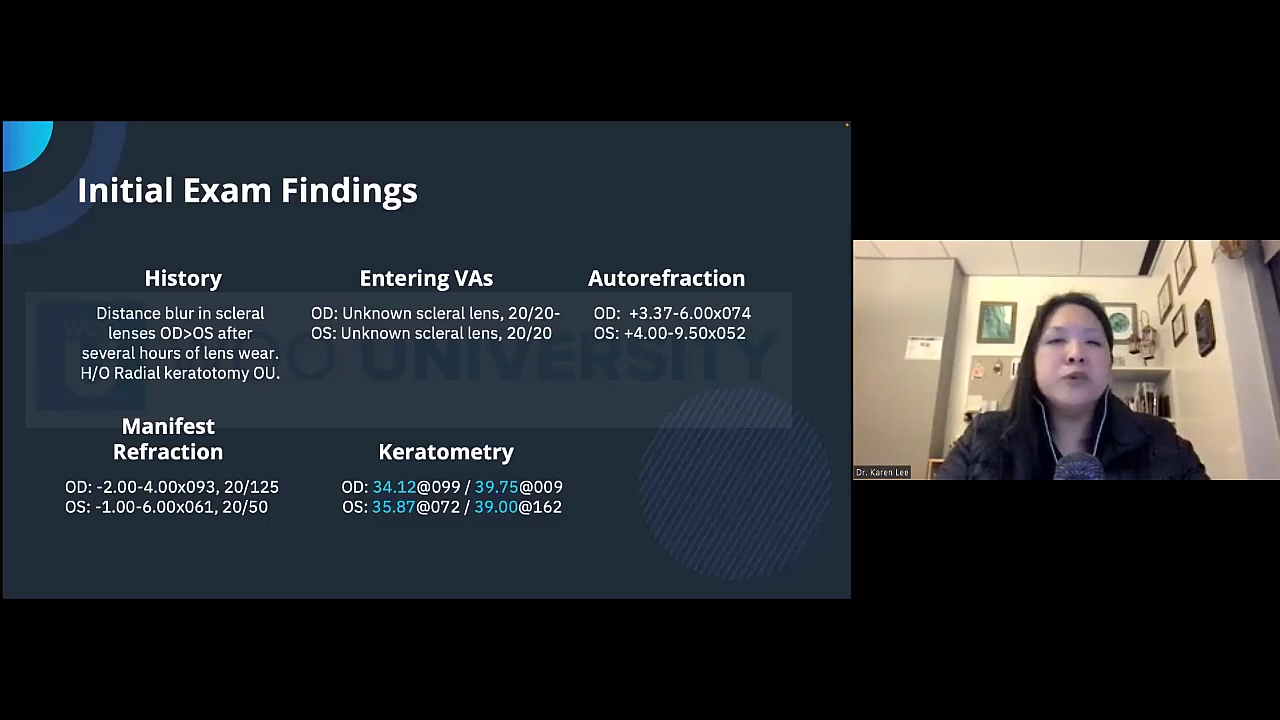 Initial Exam Findings
History
Distance blur in scleral
lenses OD>OS after
several hours of lens wear.
H/O Radial keratotomy OU.
Entering VAs
OD: Unknown scleral lens, 20/20-
OS: Unknown scleral lens, 20/20
Autorefraction
OD: +3.37-6.00x074
OS: +4.00-9.50x052
Manifest
Refraction
OD: -2.00-4.00x093, 20/125
OS: -1.00-6.00x061, 20/50
Keratometry
OD: 34.12@099 / 39.75@009
OS: 35.87@072 / 39.00@162
UNIVERSITY
Dr. Karen Lee